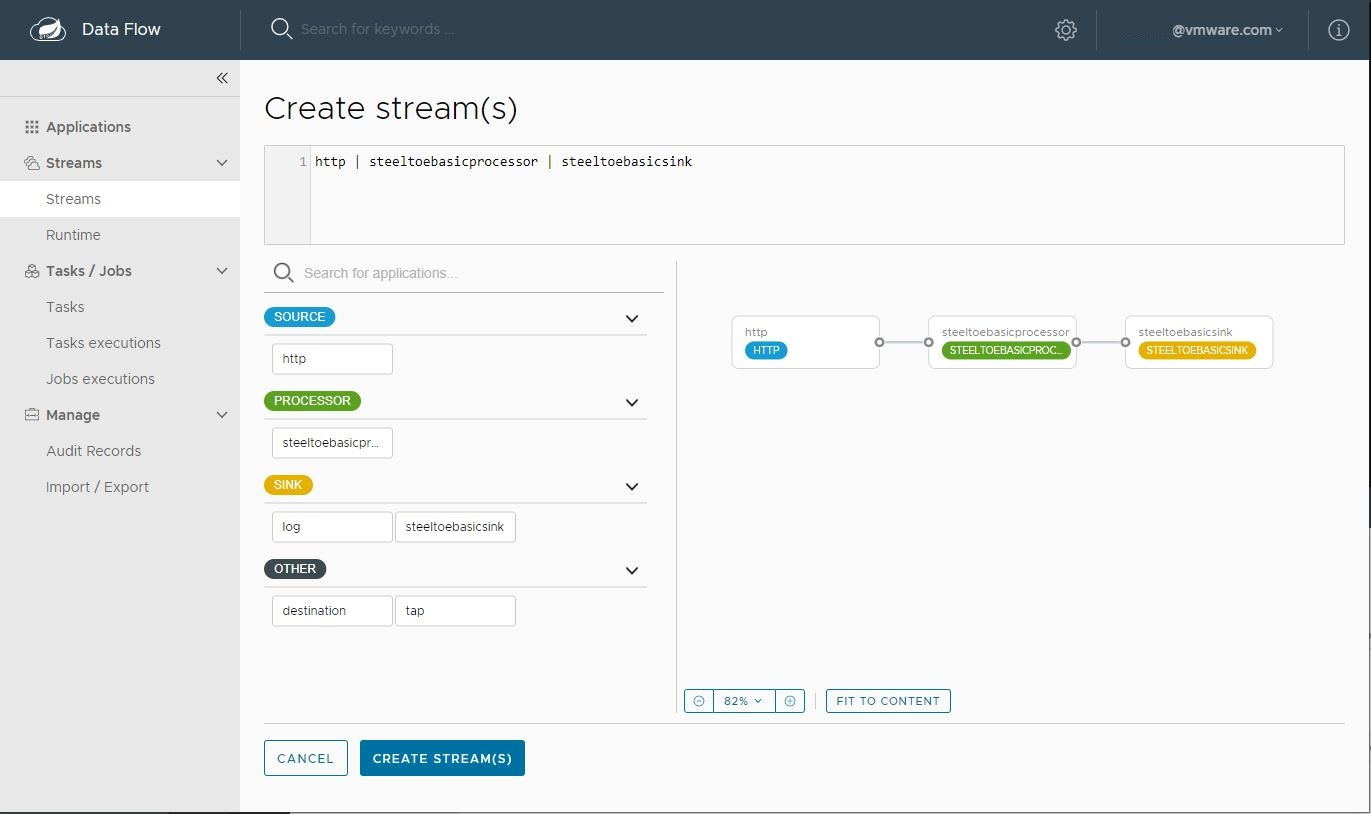 Data Flow
Search for keywords ...
@vmware.com
Applications
Streams
Streams
Runtime
Tasks / Jobs
Tasks
Tasks executions
Jobs executions
Manage
Audit Records
Import / Export
Create stream(s)
1 http | steeltoebasicprocessor | steeltoebasicsink
Search for applications...
SOURCE
http
PROCESSOR
steeltoebasicpr...
SINK
log steeltoebasicsink
OTHER
destination tap
http steeltoebasicprocessor steeltoebasicsink
HTTP STEELTOEBASICPROC... STEELTOEBASICSINK
82% FIT TO CONTENT
CANCEL CREATE STREAM(S)